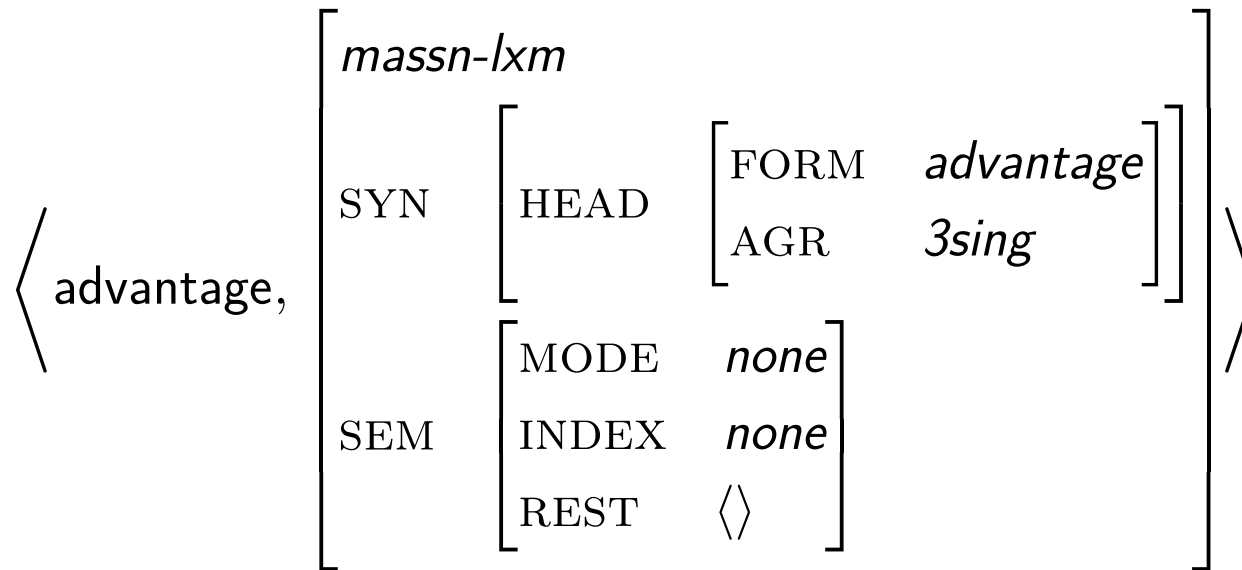 massn-lxm
FORM advantage
SYN HEAD
AGR 3sing
⟨ advantage, ⟩
MODE none
INDEX none
SEM
REST ⟨⟩